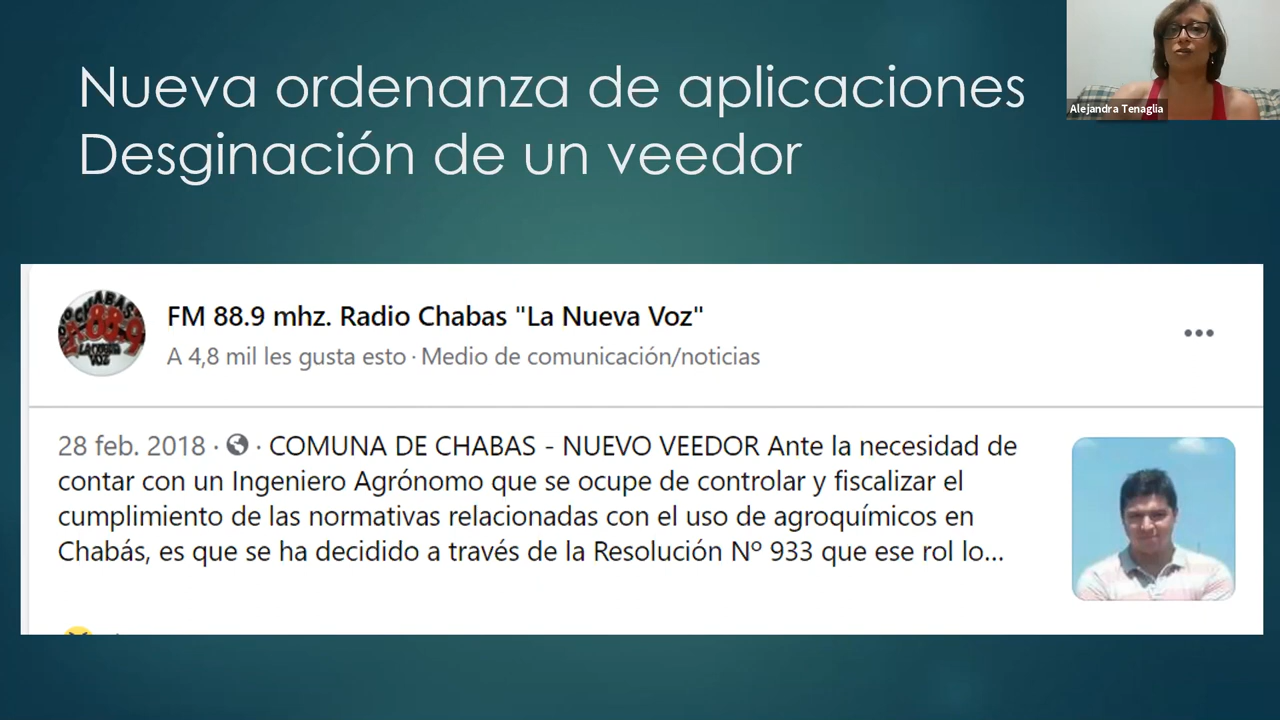 Nueva ordenanza de aplicaciones
Desginación de un veedor
Alejandra Tenaglia
FM 88.9 mhz. Radio Chabas "La Nueva Voz"
A 4,8 mil les gusta esto · Medio de comunicación/noticias
28 feb. 2018 · · COMUNA DE CHABAS - NUEVO VEEDOR Ante la necesidad de
contar con un Ingeniero Agrónomo que se ocupe de controlar y fiscalizar el
cumplimiento de las normativas relacionadas con el uso de agroquímicos en
Chabás, es que se ha decidido a través de la Resolución Nº 933 que ese rol lo...